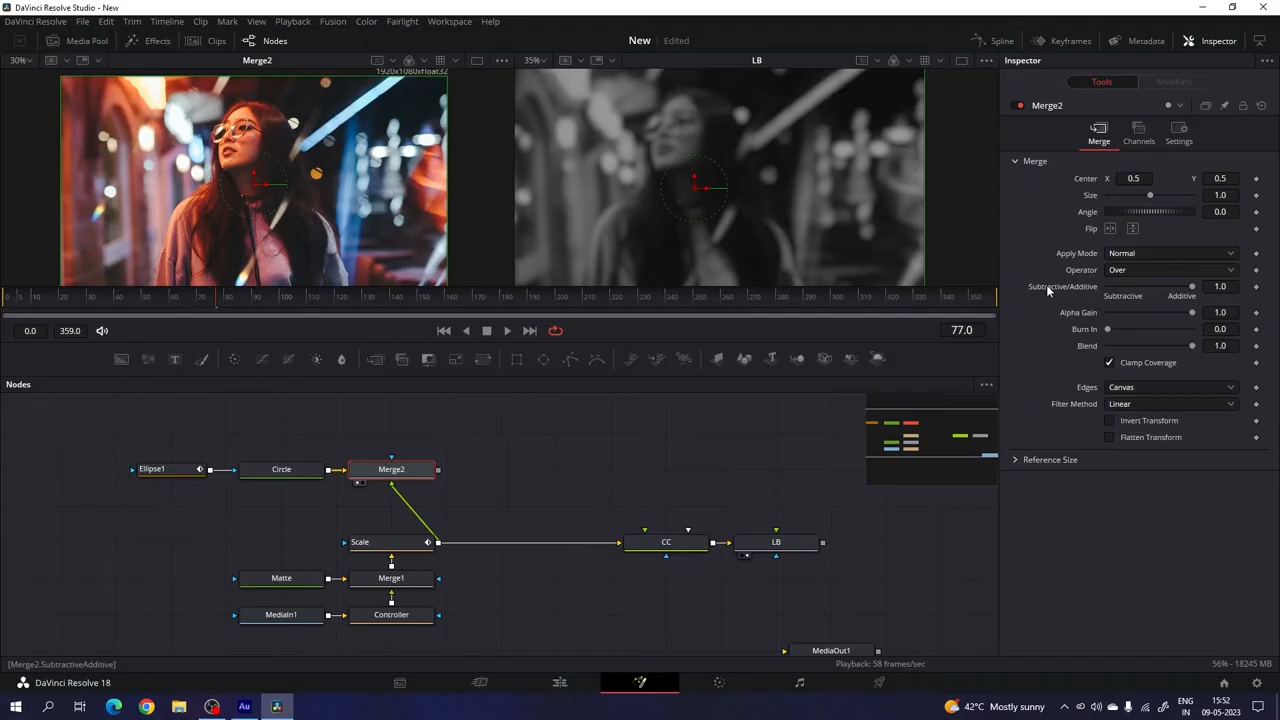 DaVinci Resolve Studio - New
DaVinci Resolve File Edit Trim Timeline Clip Mark View Playback Fusion Color Fairlight Workspace Help
Media Pool Effects Clips Nodes New Edited Spline Keyframes Metadata Inspector
30% Merge2 35% LB Inspector
1920x1080xfloat32
Tools Modifiers
Merge2
Merge Channels Settings
Merge
Center X 0.5 Y 0.5
Size 1.0
Angle 0.0
Flip
Apply Mode Normal
Operator Over
Subtractive/Additive 1.0
Subtractive Additive
Alpha Gain 1.0
Burn In 0.0
Blend 1.0
Clamp Coverage
Edges Canvas
Filter Method Linear
Invert Transform
Flatten Transform
Reference Size
0 5 10 20 30 40 50 60 70 80 90 100 110 120 130 140 150 160 170 180 190 200 210 220 230 240 250 260 270 280 290 300 310 320 330 340 350
0.0 359.0 77.0
Nodes
Ellipse1 Circle Merge2
Scale CC LB
Matte Merge1
MediaIn1 Controller
MediaOut1
[Merge2.SubtractiveAdditive] Playback: 58 frames/sec 56% - 18245 MB
DaVinci Resolve 18
Au 42°C Mostly sunny ENG IN 15:52 09-05-2023